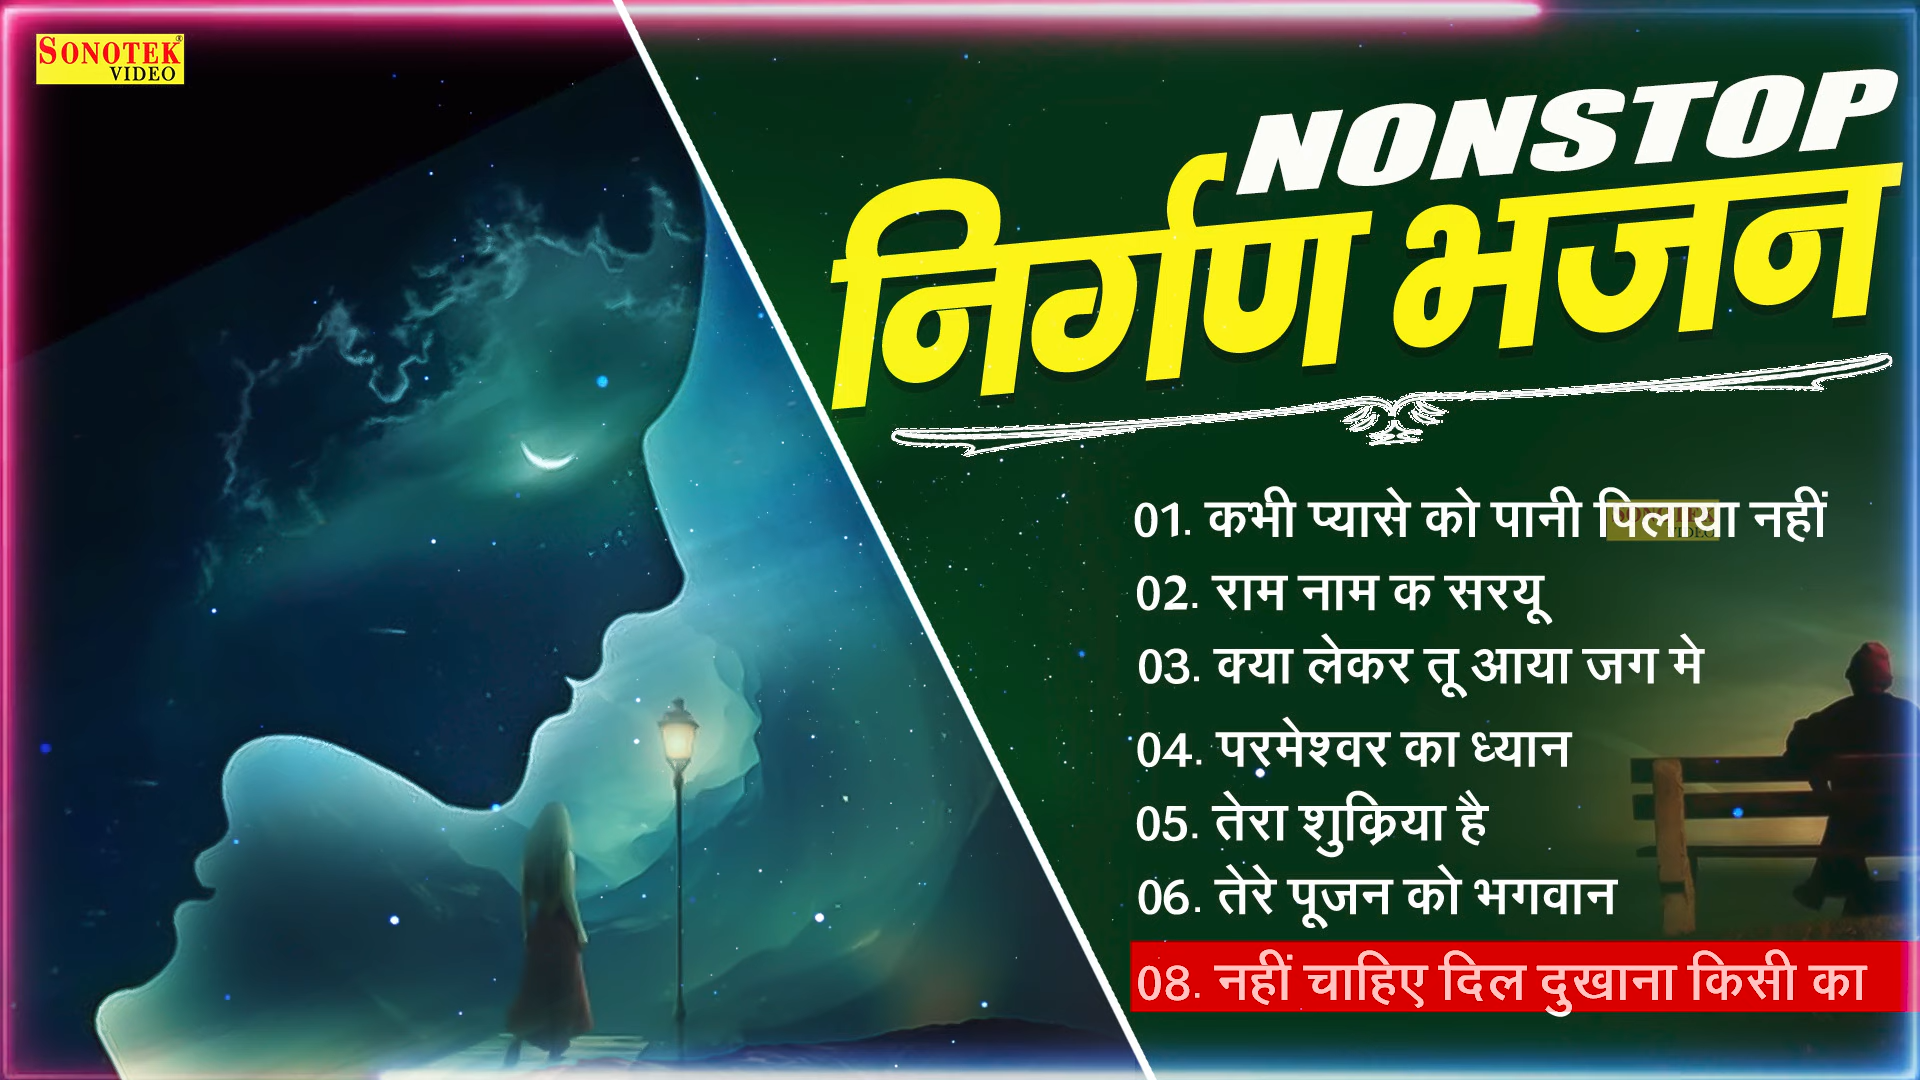 SONOTEK®
VIDEO
NONSTOP
निर्गण भजन
01. कभी प्यासे को पानी पिलाया नहीं
02. राम नाम क सरयू
03. क्या लेकर तू आया जग मे
04. परमेश्वर का ध्यान
05. तेरा शुक्रिया है
06. तेरे पूजन को भगवान
08. नहीं चाहिए दिल दुखाना किसी का